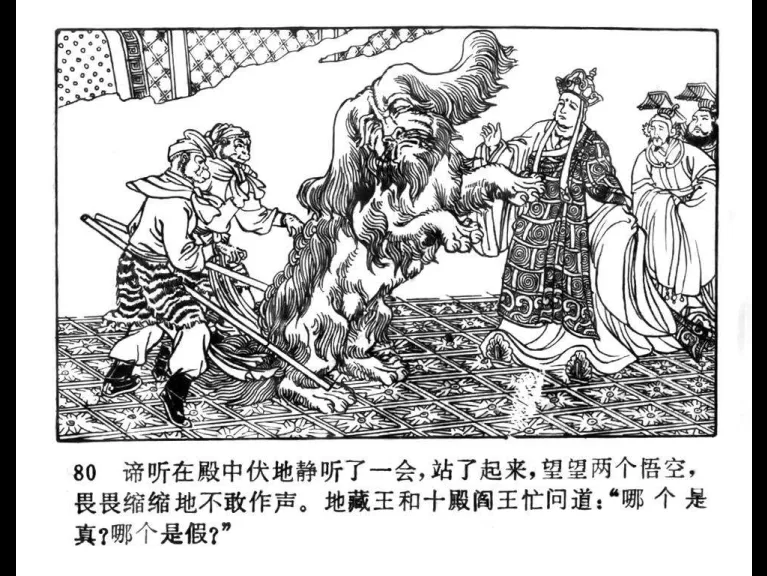 80 谛听在殿中伏地静听了一会，站了起来，望望两个悟空，
畏畏缩缩地不敢作声。地藏王和十殿阎王忙问道：“哪个是
真？哪个是假？”